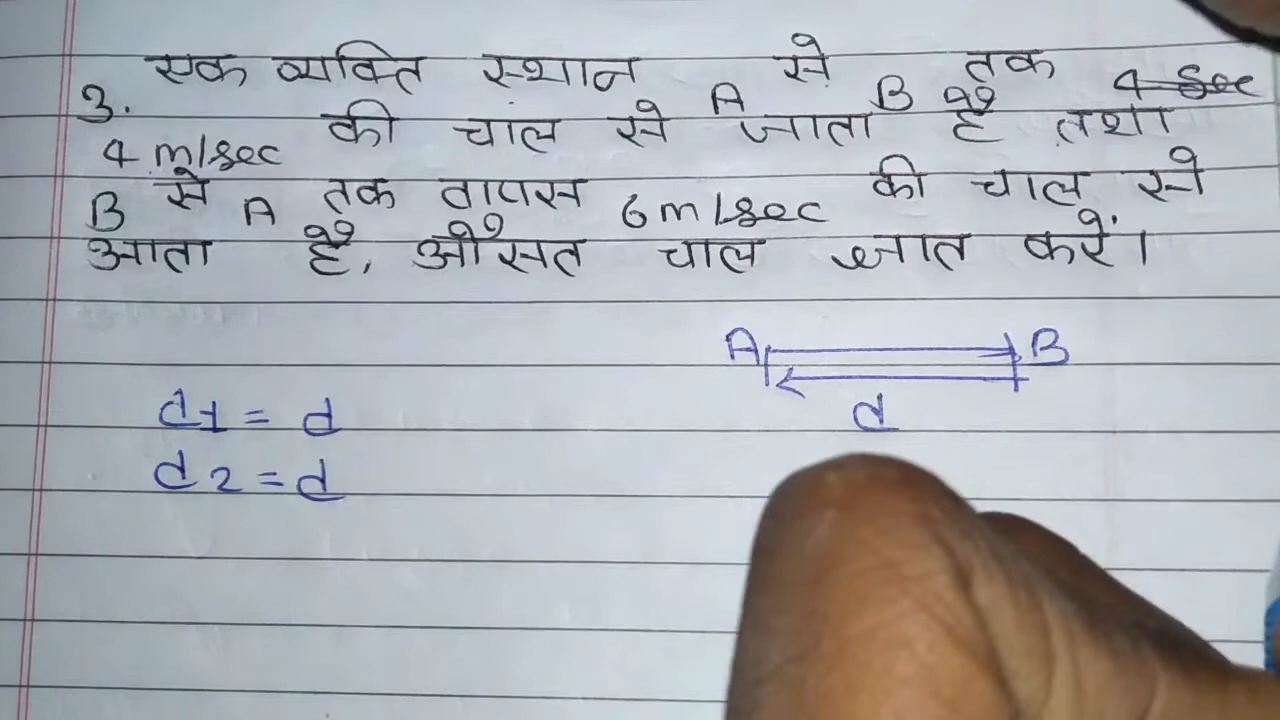 3. एक व्यक्ति स्थान A से B तक 4 sec
4 m/sec की चाल से जाता है तथा
B से A तक वापस 6 m/sec की चाल से
आता है, औसत चाल ज्ञात करें।
A B
d
d1 = d
d2 = d